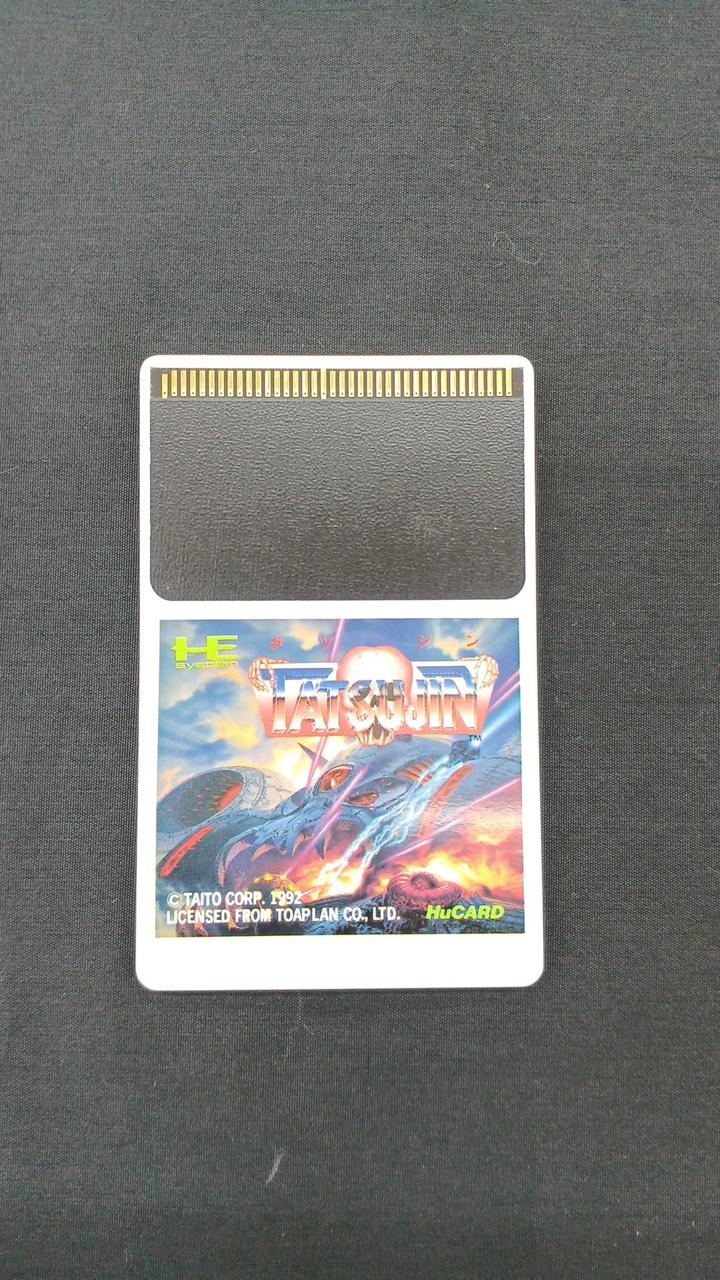 HE
system
タツジン
TATSUJIN
TM
©TAITO CORP. 1992
LICENSED FROM TOAPLAN CO., LTD.
HuCARD